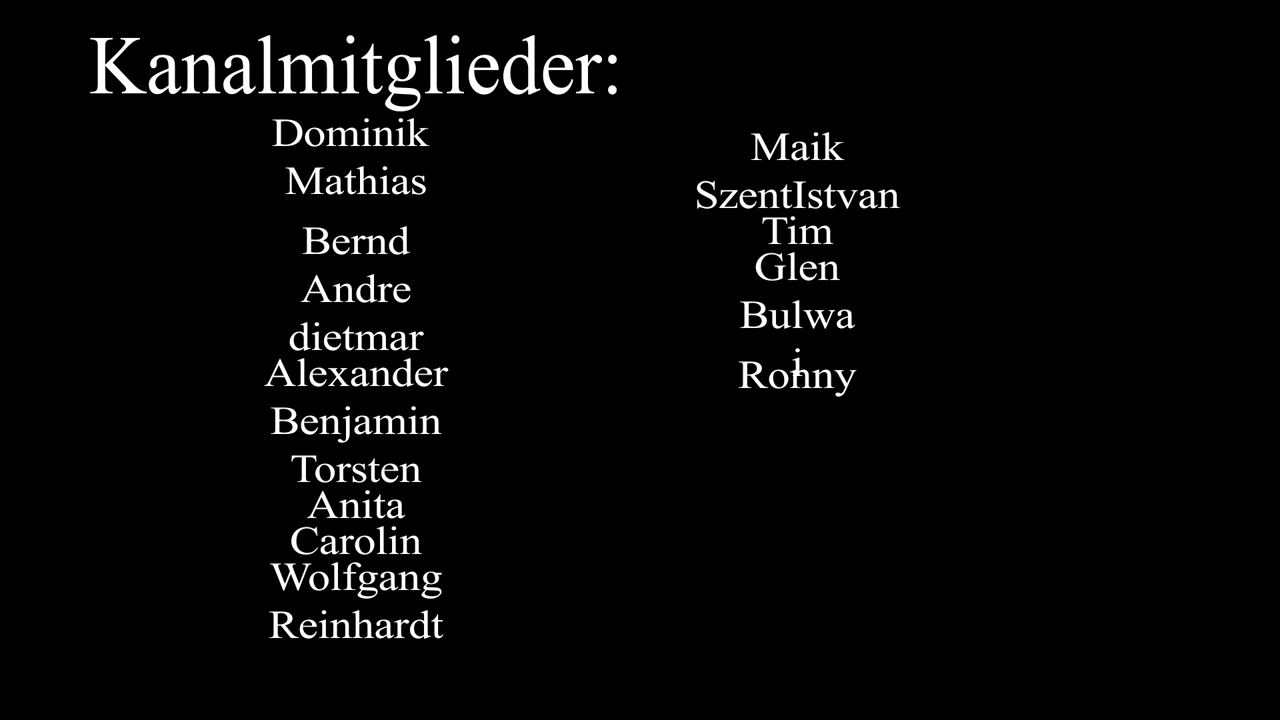 Kanalmitglieder:
Dominik
Mathias
Bernd
Andre
dietmar
Alexander
Benjamin
Torsten
Anita
Carolin
Wolfgang
Reinhardt
Maik
SzentIstvan
Tim
Glen
Bulwa
i
Ronny